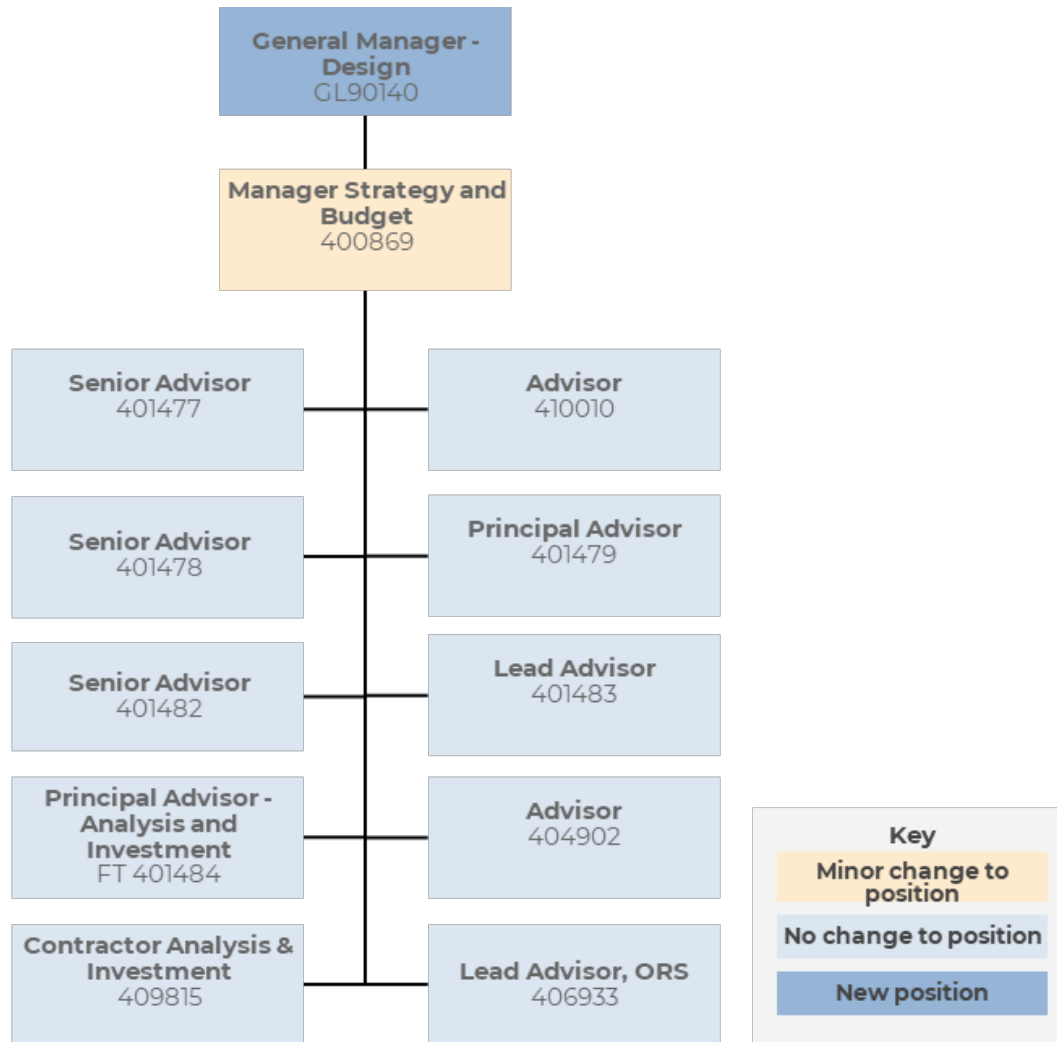 General Manager -
Design
GL90140
Manager Strategy and
Budget
400869
Senior Advisor
401477
Advisor
410010
Senior Advisor
401478
Principal Advisor
401479
Senior Advisor
401482
Lead Advisor
401483
Principal Advisor -
Analysis and
Investment
FT 401484
Advisor
404902
Contractor Analysis &
Investment
409815
Lead Advisor, ORS
406933
Key
Minor change to
position
No change to position
New position